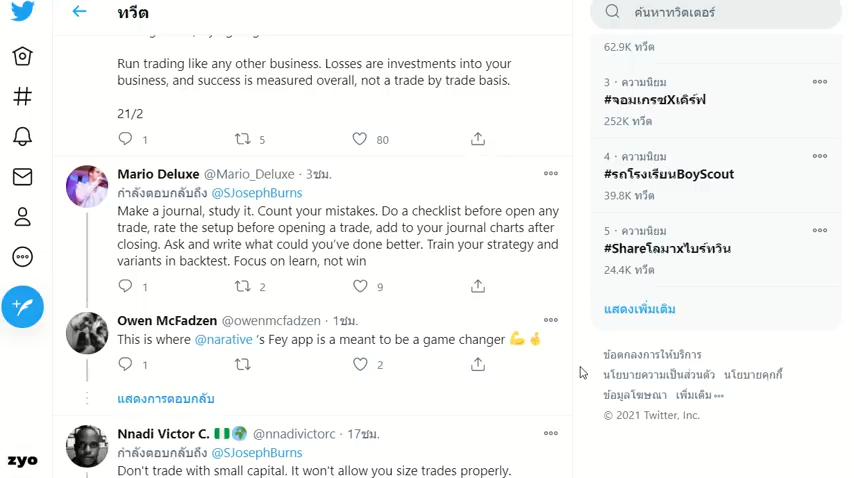 ทวีต
Run trading like any other business. Losses are investments into your
business, and success is measured overall, not a trade by trade basis.
21/2
1 5 80
Mario Deluxe @Mario_Deluxe · 3ชม.
กำลังตอบกลับถึง @SJosephBurns
Make a journal, study it. Count your mistakes. Do a checklist before open any
trade, rate the setup before opening a trade, add to your journal charts after
closing. Ask and write what could you've done better. Train your strategy and
variants in backtest. Focus on learn, not win
1 2 9
Owen McFadzen @owenmcfadzen · 1ชม.
This is where @narative 's Fey app is a meant to be a game changer
1 2
แสดงการตอบกลับ
Nnadi Victor C. @nnadivictorc · 17ชม.
กำลังตอบกลับถึง @SJosephBurns
Don't trade with small capital. It won't allow you size trades properly.
zyo
ค้นหาทวิตเตอร์
62.9K ทวีต
3 · ความนิยม
#จอมเกรซXเดิร์ฟ
252K ทวีต
4 · ความนิยม
#รถโรงเรียนBoyScout
39.8K ทวีต
5 · ความนิยม
#Shareโลมาxไบร์ทวิน
24.4K ทวีต
แสดงเพิ่มเติม
ข้อตกลงการให้บริการ
นโยบายความเป็นส่วนตัว นโยบายคุกกี้
ข้อมูลโฆษณา เพิ่มเติม
© 2021 Twitter, Inc.